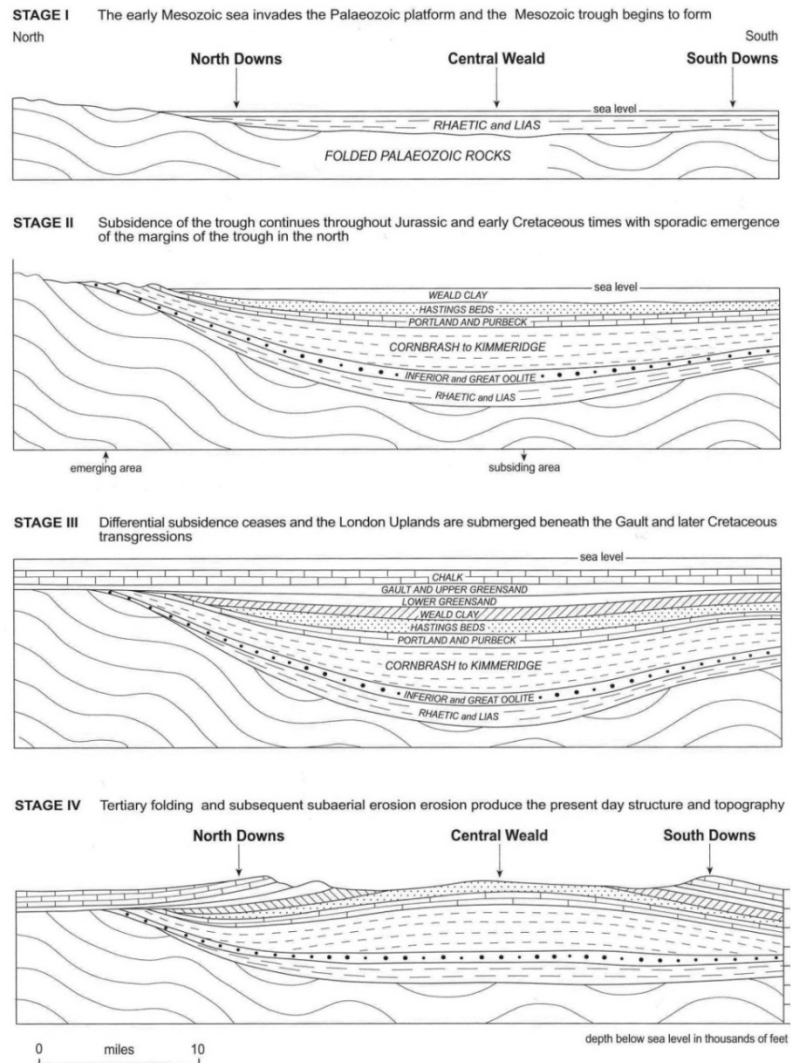 STAGE I The early Mesozoic sea invades the Palaeozoic platform and the Mesozoic trough begins to form
North South
North Downs Central Weald South Downs
sea level
RHAETIC and LIAS
FOLDED PALAEOZOIC ROCKS
STAGE II Subsidence of the trough continues throughout Jurassic and early Cretaceous times with sporadic emergence
of the margins of the trough in the north
sea level
WEALD CLAY
HASTINGS BEDS
PORTLAND AND PURBECK
CORNBRASH to KIMMERIDGE
INFERIOR and GREAT OOLITE
RHAETIC and LIAS
emerging area subsiding area
STAGE III Differential subsidence ceases and the London Uplands are submerged beneath the Gault and later Cretaceous
transgressions
sea level
CHALK
GAULT AND UPPER GREENSAND
LOWER GREENSAND
WEALD CLAY
HASTINGS BEDS
PORTLAND AND PURBECK
CORNBRASH to KIMMERIDGE
INFERIOR and GREAT OOLITE
RHAETIC and LIAS
STAGE IV Tertiary folding and subsequent subaerial erosion erosion produce the present day structure and topography
North Downs Central Weald South Downs
depth below sea level in thousands of feet
0 miles 10